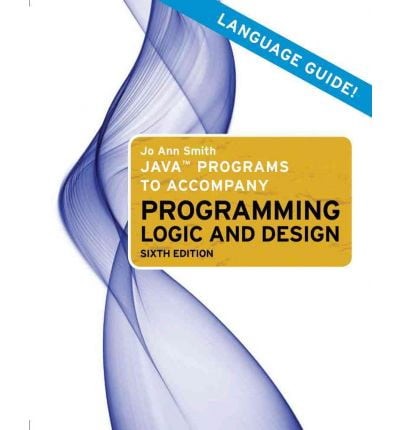 LANGUAGE GUIDE!
Jo Ann Smith
JAVA™ PROGRAMS
TO ACCOMPANY
PROGRAMMING
LOGIC AND DESIGN
SIXTH EDITION